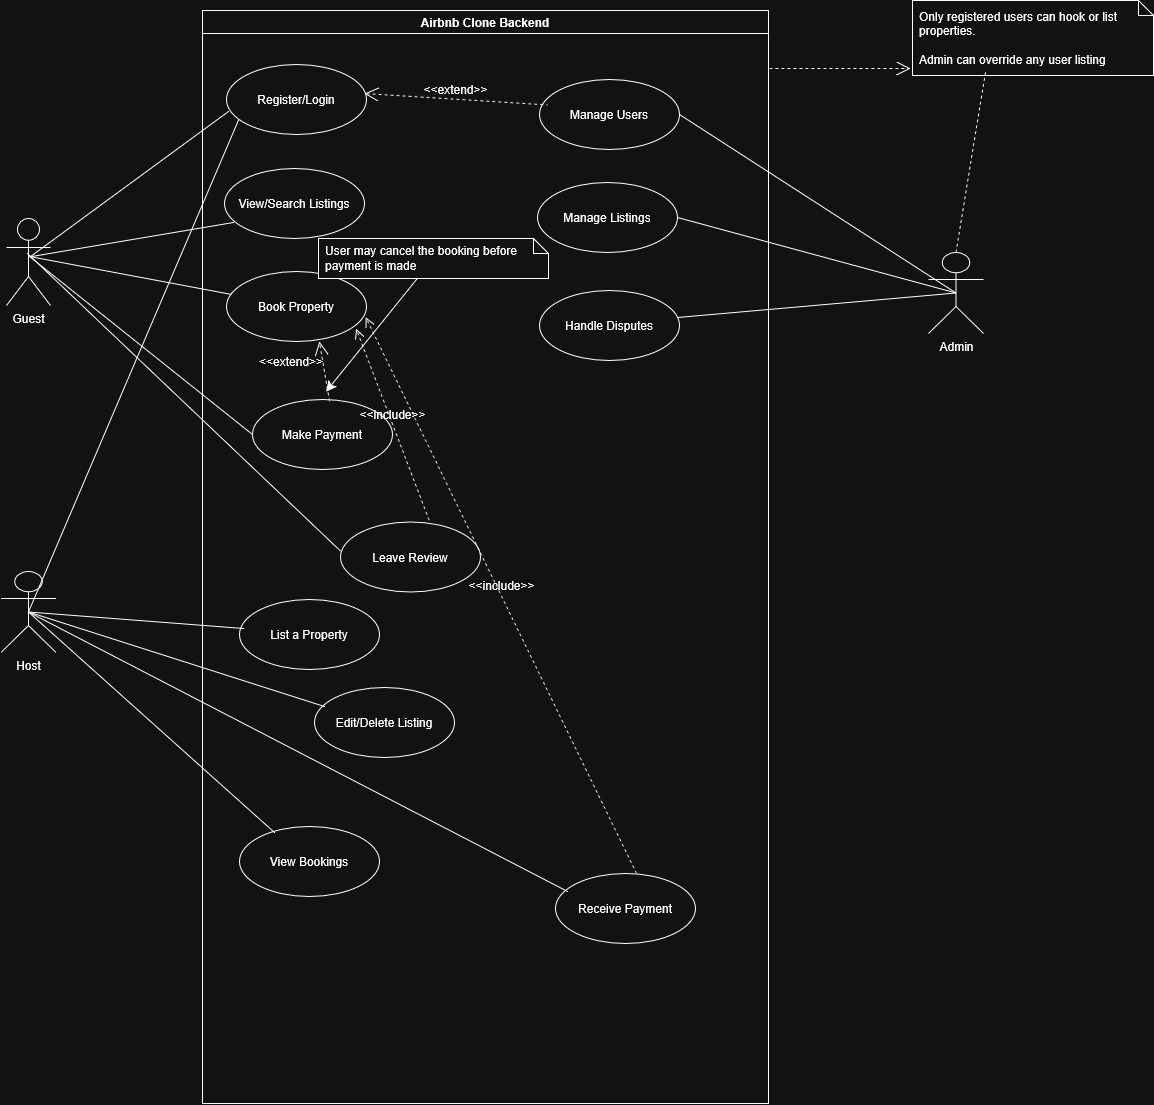 Airbnb Clone Backend
Only registered users can hook or list
properties.
Admin can override any user listing
Register/Login
<<extend>>
Manage Users
View/Search Listings
Manage Listings
User may cancel the booking before
payment is made
Book Property
Guest
Handle Disputes
Admin
<<extend>>
<<include>>
Make Payment
Leave Review
<<include>>
List a Property
Host
Edit/Delete Listing
View Bookings
Receive Payment